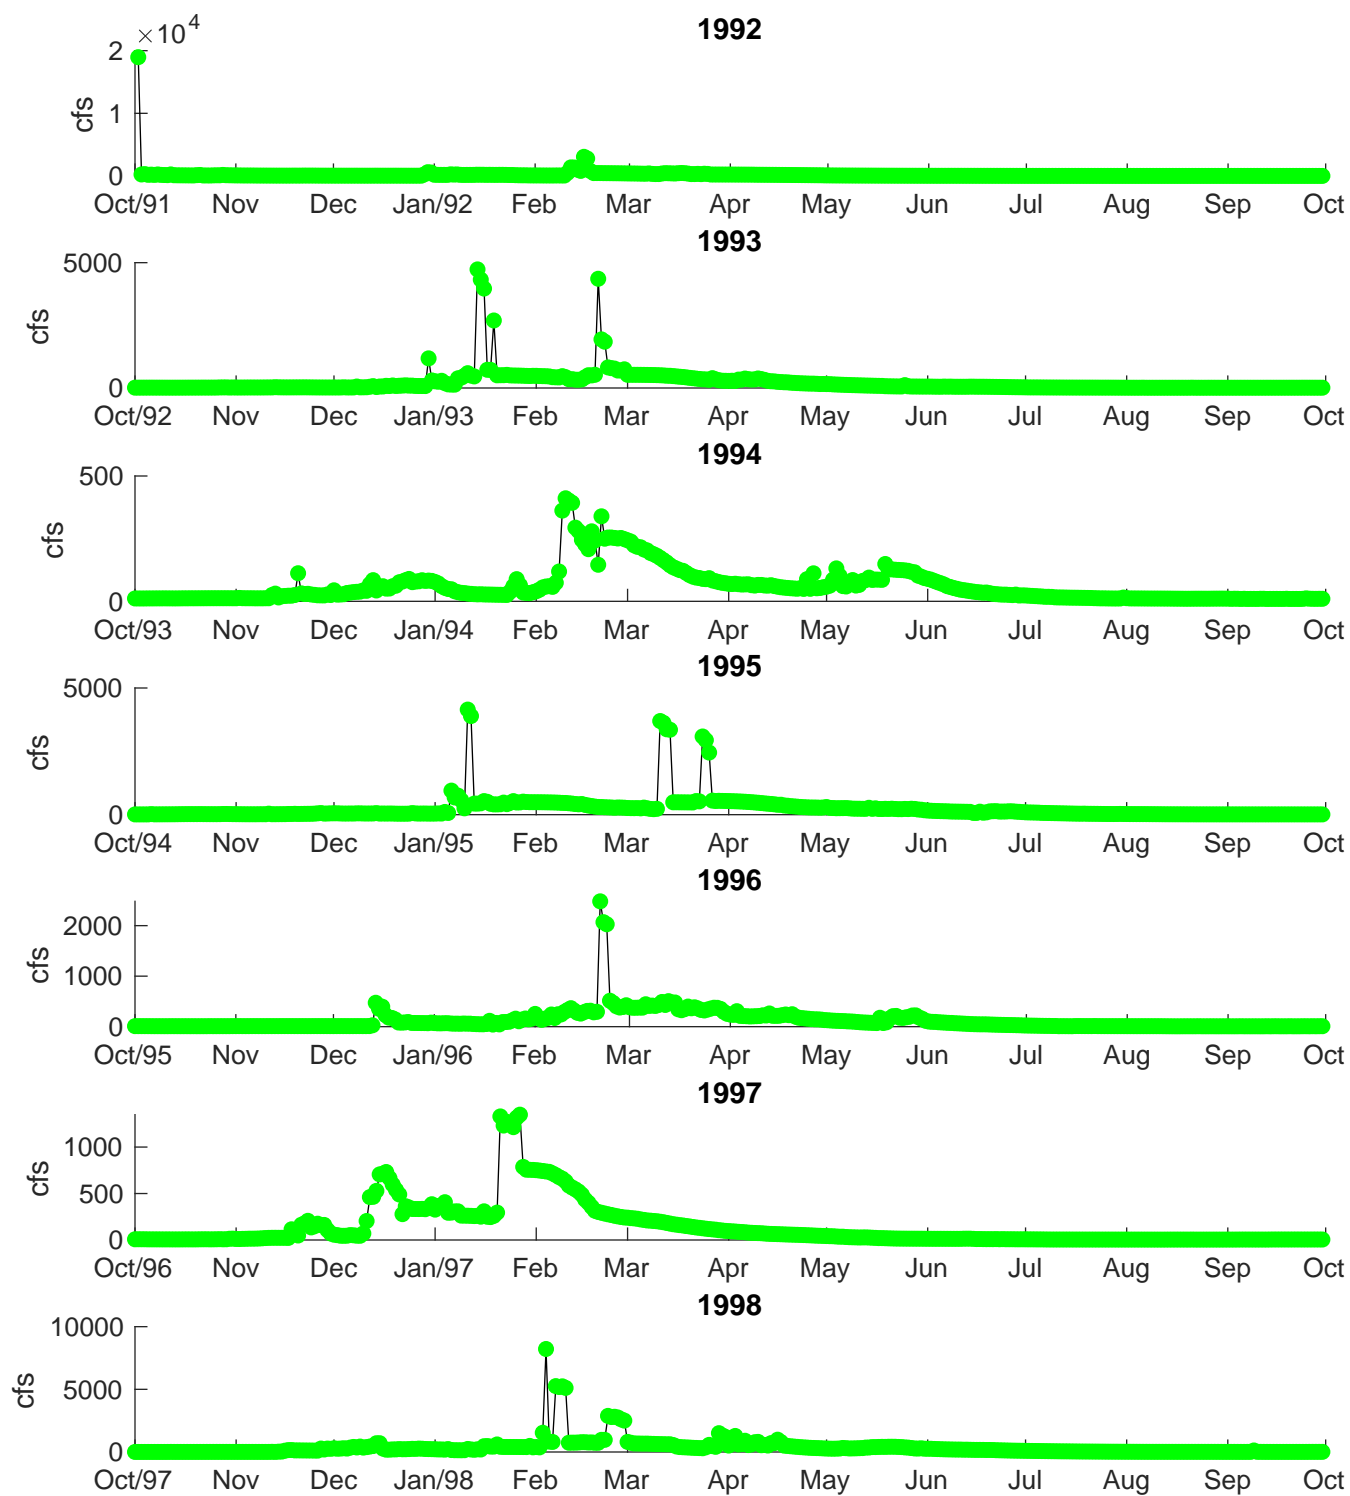 1992
×10^4
2
1
0
cfs
Oct/91 Nov Dec Jan/92 Feb Mar Apr May Jun Jul Aug Sep Oct
1993
5000
0
cfs
Oct/92 Nov Dec Jan/93 Feb Mar Apr May Jun Jul Aug Sep Oct
1994
500
0
cfs
Oct/93 Nov Dec Jan/94 Feb Mar Apr May Jun Jul Aug Sep Oct
1995
5000
0
cfs
Oct/94 Nov Dec Jan/95 Feb Mar Apr May Jun Jul Aug Sep Oct
1996
2000
1000
0
cfs
Oct/95 Nov Dec Jan/96 Feb Mar Apr May Jun Jul Aug Sep Oct
1997
1000
500
0
cfs
Oct/96 Nov Dec Jan/97 Feb Mar Apr May Jun Jul Aug Sep Oct
1998
10000
5000
0
cfs
Oct/97 Nov Dec Jan/98 Feb Mar Apr May Jun Jul Aug Sep Oct